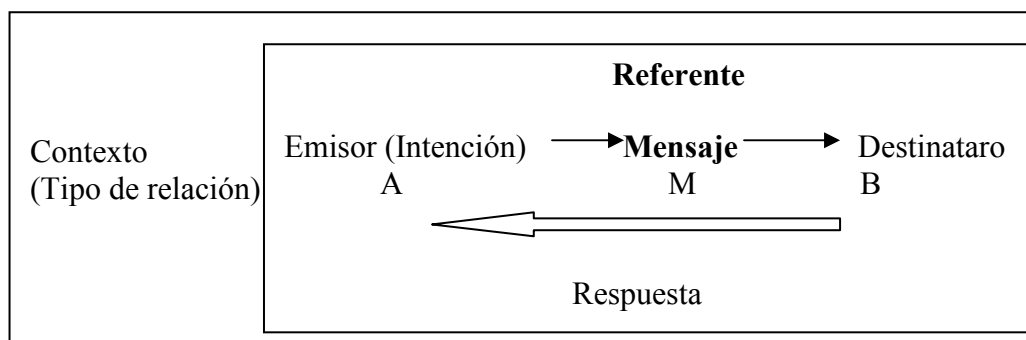 Referente
Contexto
(Tipo de relación)
Emisor (Intención) Mensaje Destinataro
A M B
Respuesta